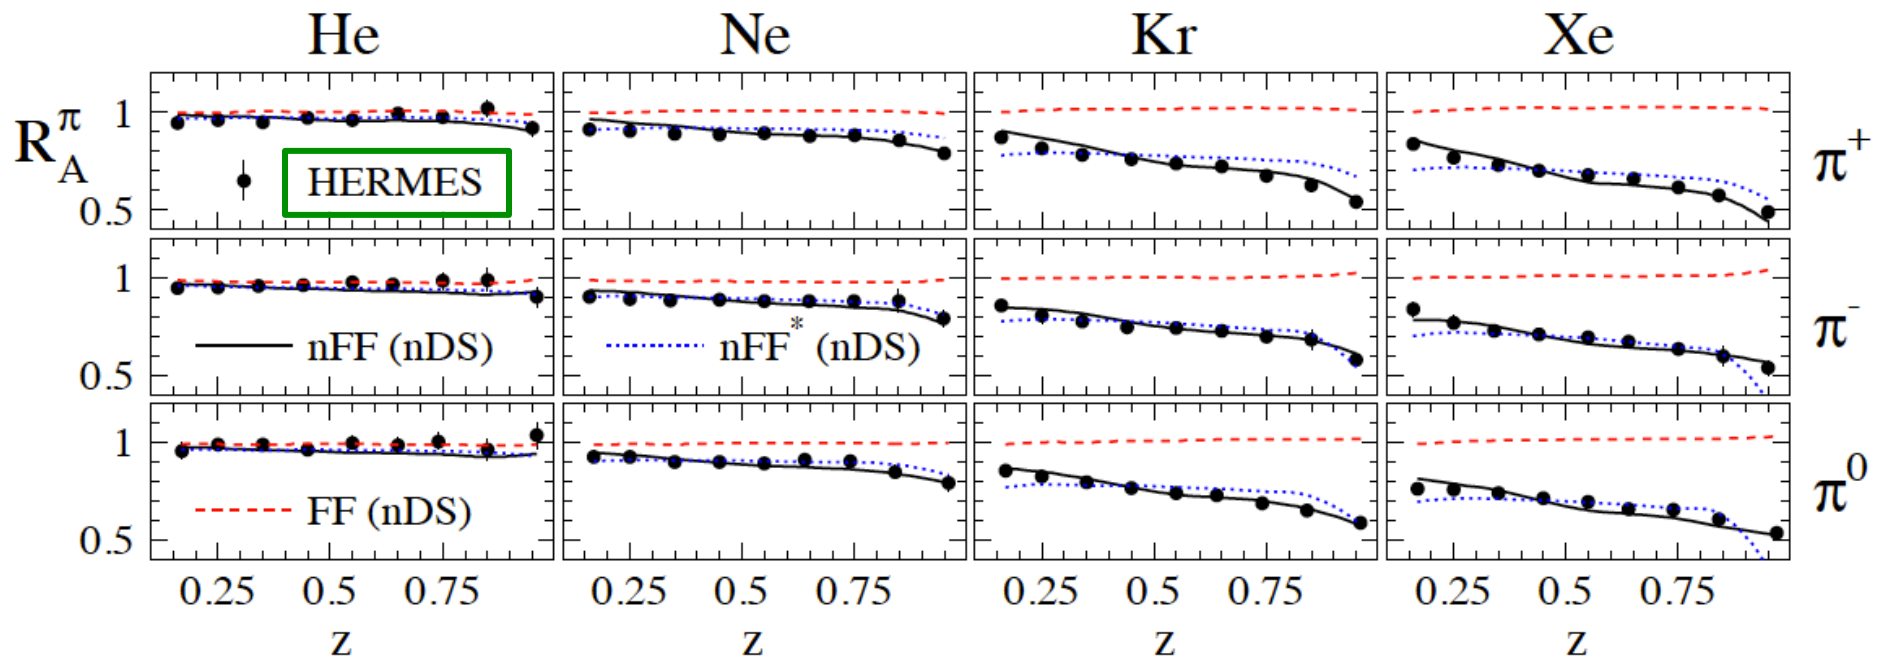 He Ne Kr Xe
R_A^π 1 π⁺
HERMES
0.5
1 π⁻
nFF (nDS) nFF* (nDS)
0.5
1 π⁰
FF (nDS)
0.5
0.25 0.5 0.75 0.25 0.5 0.75 0.25 0.5 0.75 0.25 0.5 0.75
z z z z